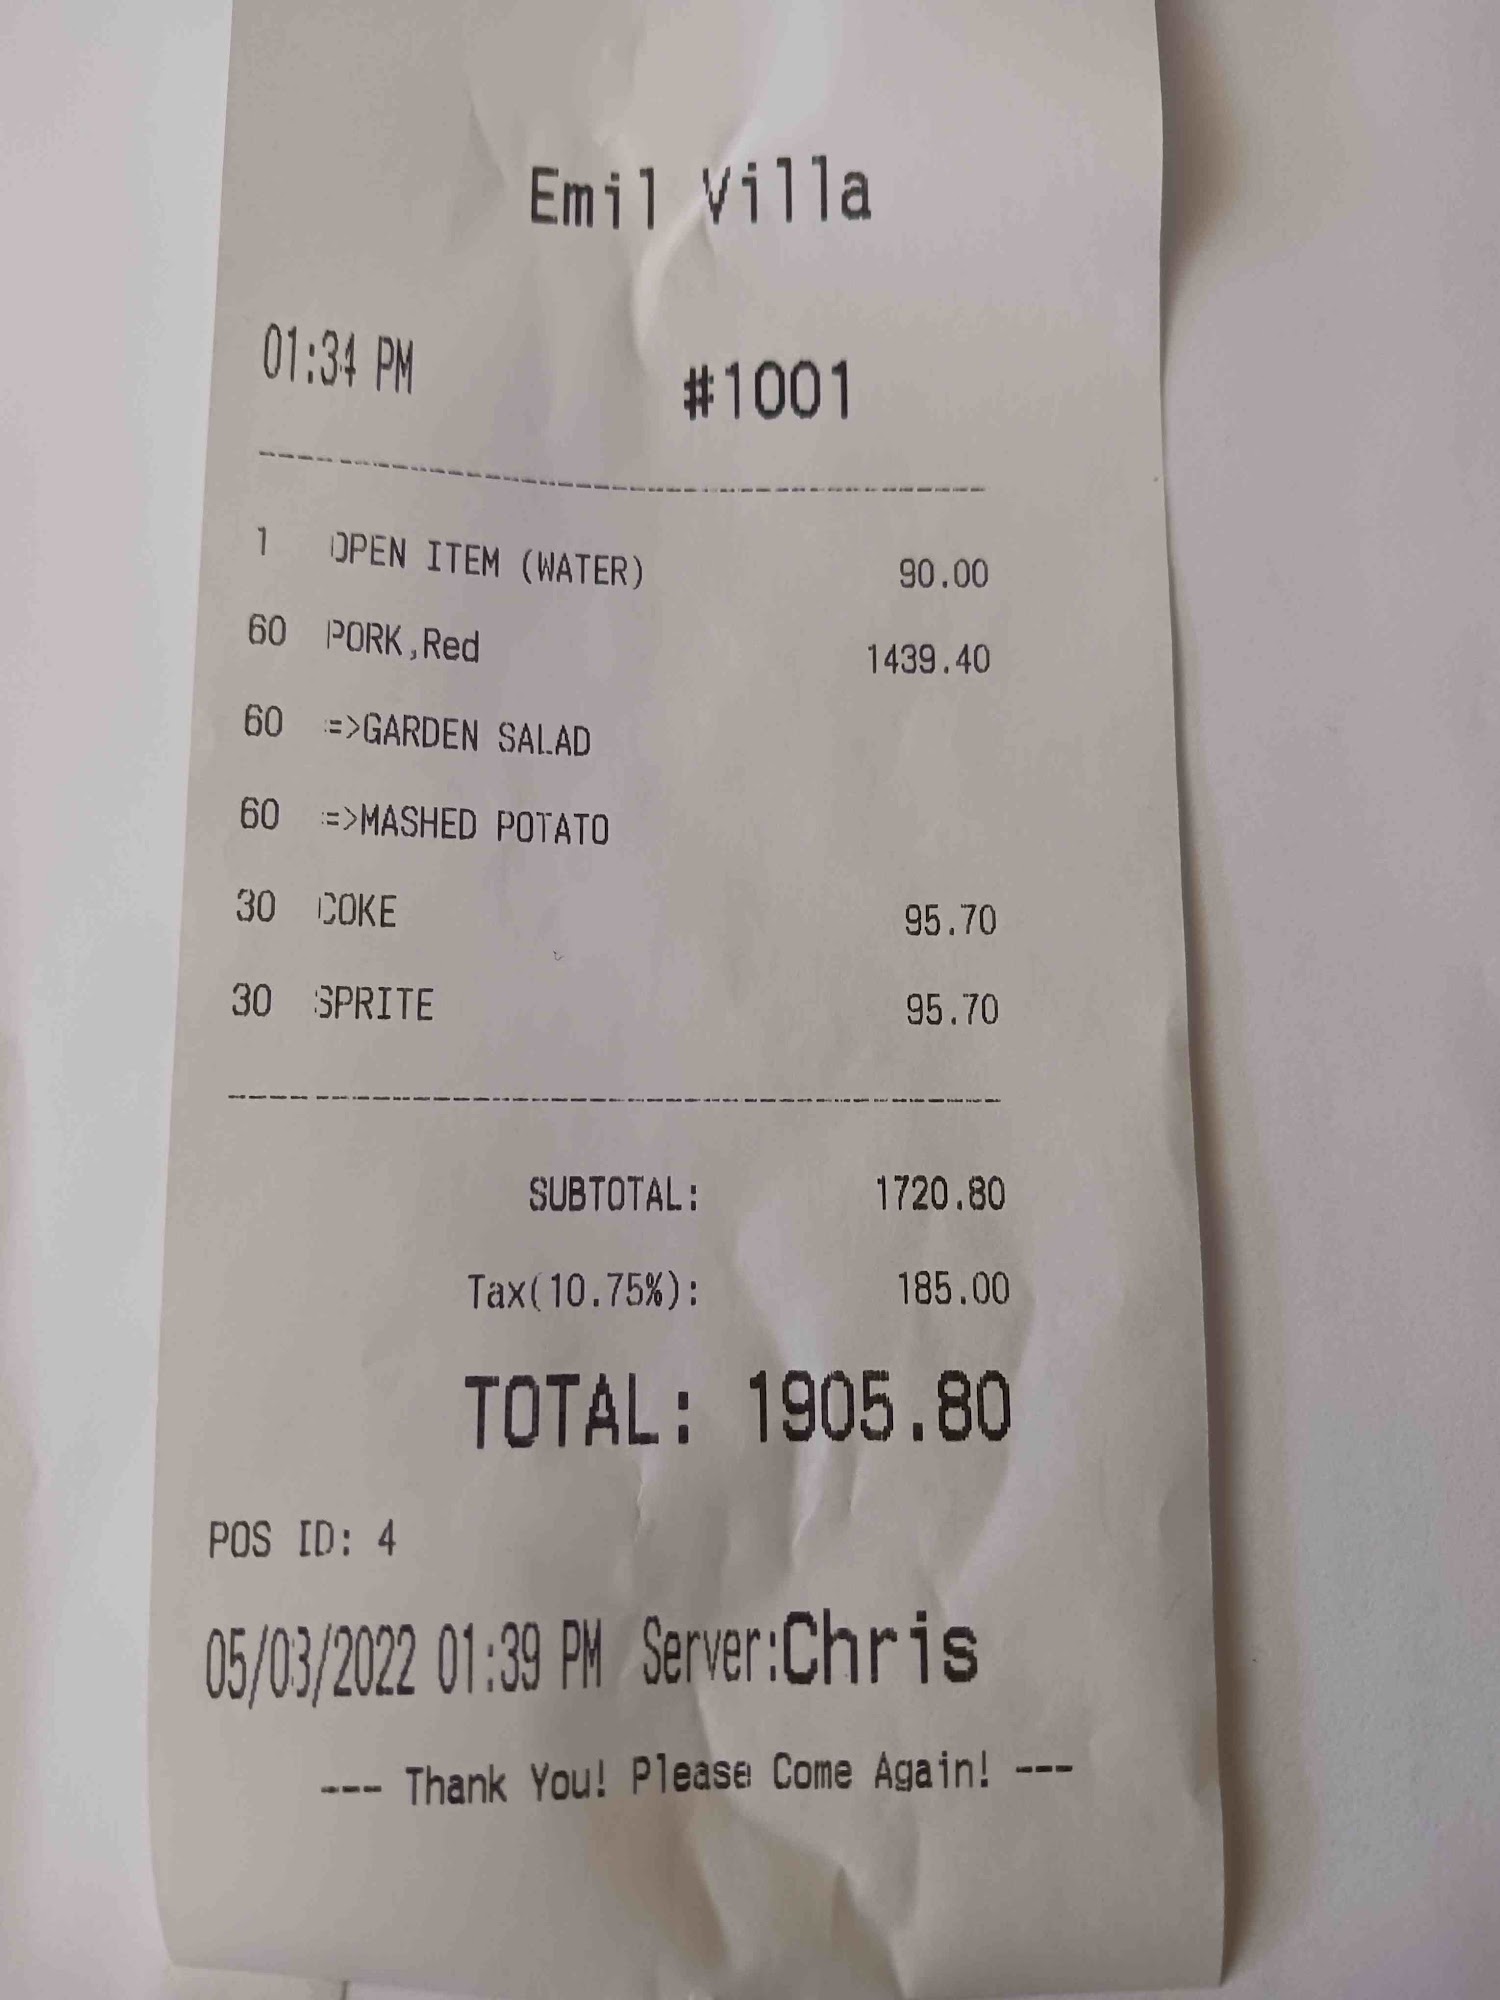 Emil Villa
01:34 PM #1001
1 OPEN ITEM (WATER) 90.00
60 PORK,Red 1439.40
60 =>GARDEN SALAD
60 =>MASHED POTATO
30 COKE 95.70
30 SPRITE 95.70
SUBTOTAL: 1720.80
Tax(10.75%): 185.00
TOTAL: 1905.80
POS ID: 4
05/03/2022 01:39 PM Server:Chris
--- Thank You! Please Come Again! ---